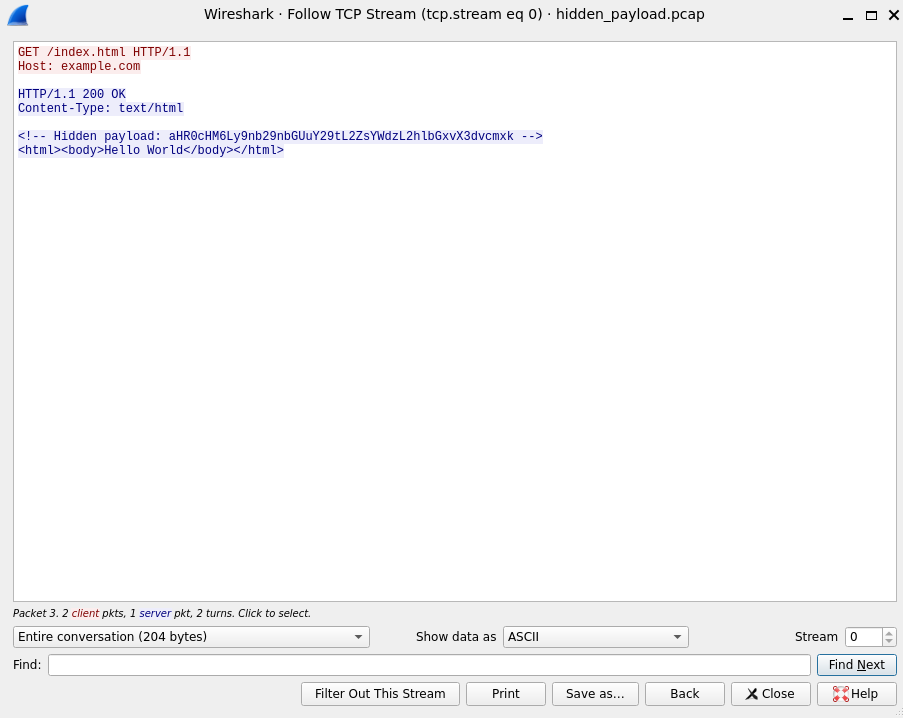 Wireshark · Follow TCP Stream (tcp.stream eq 0) · hidden_payload.pcap
GET /index.html HTTP/1.1
Host: example.com
HTTP/1.1 200 OK
Content-Type: text/html
<!-- Hidden payload: aHR0cHM6Ly9nb29nbGUuY29tL2ZsYWdzL2hlbGxvX3dvcmxk -->
<html><body>Hello World</body></html>
Packet 3. 2 client pkts, 1 server pkt, 2 turns. Click to select.
Entire conversation (204 bytes) Show data as ASCII Stream 0
Find: Find Next
Filter Out This Stream Print Save as... Back Close Help